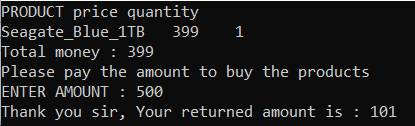 PRODUCT price quantity
Seagate_Blue_1TB   399    1
Total money : 399
Please pay the amount to buy the products
ENTER AMOUNT : 500
Thank you sir, Your returned amount is : 101